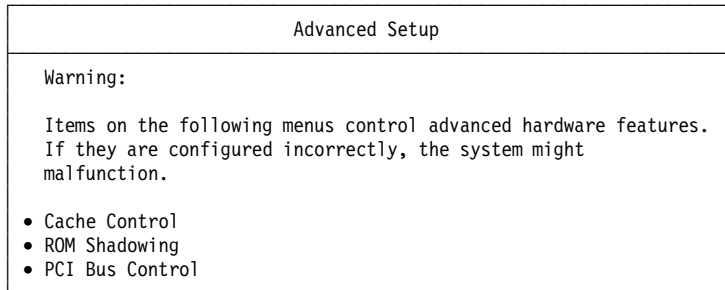 Advanced Setup
Warning:
Items on the following menus control advanced hardware features.
If they are configured incorrectly, the system might
malfunction.
• Cache Control
• ROM Shadowing
• PCI Bus Control